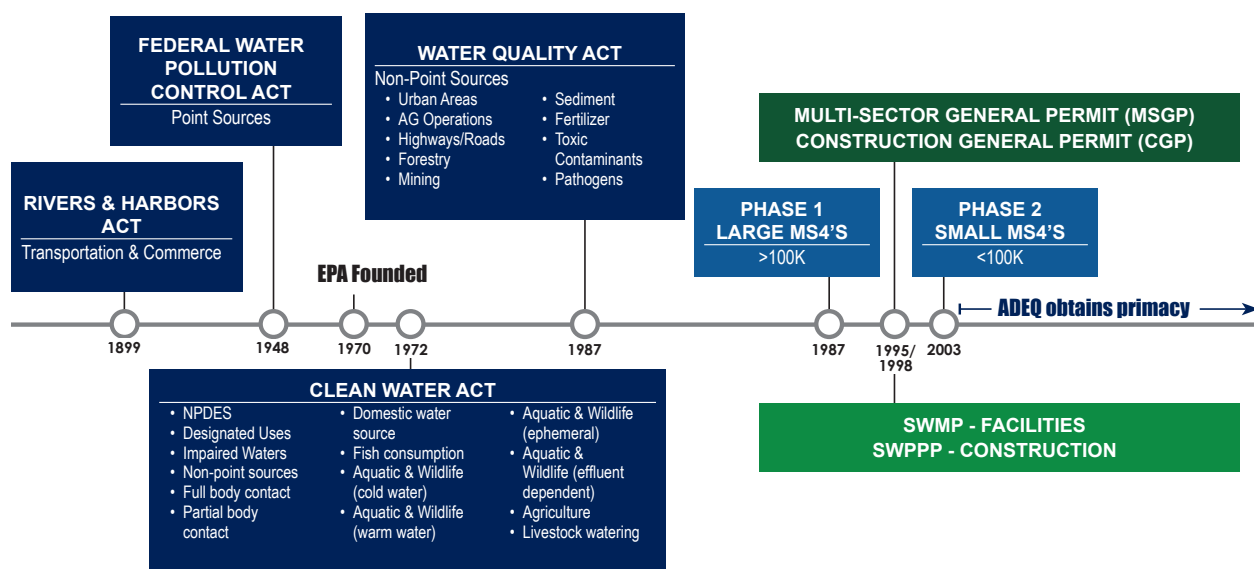 FEDERAL WATER
POLLUTION
CONTROL ACT
Point Sources
WATER QUALITY ACT
Non-Point Sources
• Urban Areas
• AG Operations
• Highways/Roads
• Forestry
• Mining
• Sediment
• Fertilizer
• Toxic
Contaminants
• Pathogens
MULTI-SECTOR GENERAL PERMIT (MSGP)
CONSTRUCTION GENERAL PERMIT (CGP)
RIVERS & HARBORS
ACT
Transportation & Commerce
PHASE 1
LARGE MS4'S
>100K
PHASE 2
SMALL MS4'S
<100K
EPA Founded
ADEQ obtains primacy
1899
1948
1970
1972
1987
1987
1995/
1998
2003
CLEAN WATER ACT
• NPDES
• Designated Uses
• Impaired Waters
• Non-point sources
• Full body contact
• Partial body
contact
• Domestic water
source
• Fish consumption
• Aquatic & Wildlife
(cold water)
• Aquatic & Wildlife
(warm water)
• Aquatic & Wildlife
(ephemeral)
• Aquatic &
Wildlife (effluent
dependent)
• Agriculture
• Livestock watering
SWMP - FACILITIES
SWPPP - CONSTRUCTION